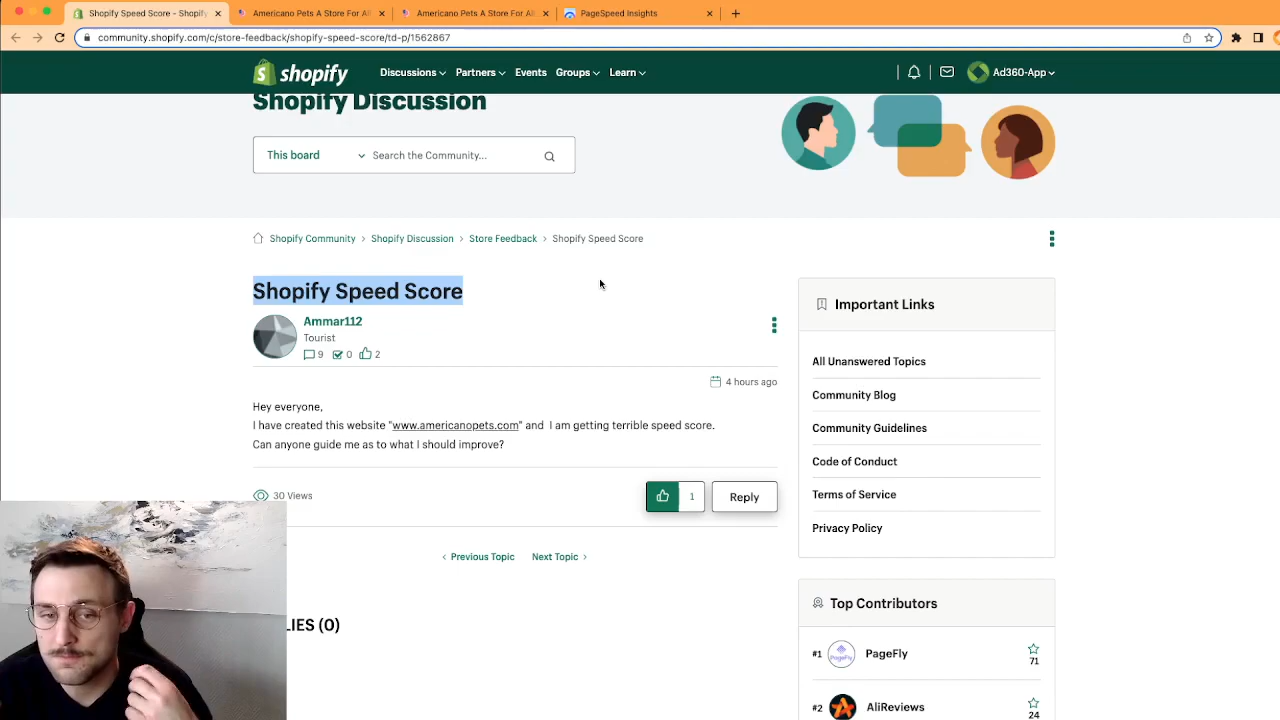 Shopify Speed Score - Shopify
Americano Pets A Store For All
Americano Pets A Store For All
PageSpeed Insights
community.shopify.com/c/store-feedback/shopify-speed-score/td-p/1562867
shopify
Discussions
Partners
Events
Groups
Learn
Ad360-App
Shopify Discussion
This board
Search the Community...
Shopify Community
Shopify Discussion
Store Feedback
Shopify Speed Score
Shopify Speed Score
Ammar112
Tourist
9
0
2
4 hours ago
Hey everyone,
I have created this website "www.americanopets.com" and I am getting terrible speed score.
Can anyone guide me as to what I should improve?
30 Views
1
Reply
Previous Topic
Next Topic
LIES (0)
Important Links
All Unanswered Topics
Community Blog
Community Guidelines
Code of Conduct
Terms of Service
Privacy Policy
Top Contributors
#1
PageFly
PageFly
71
#2
AliReviews
24